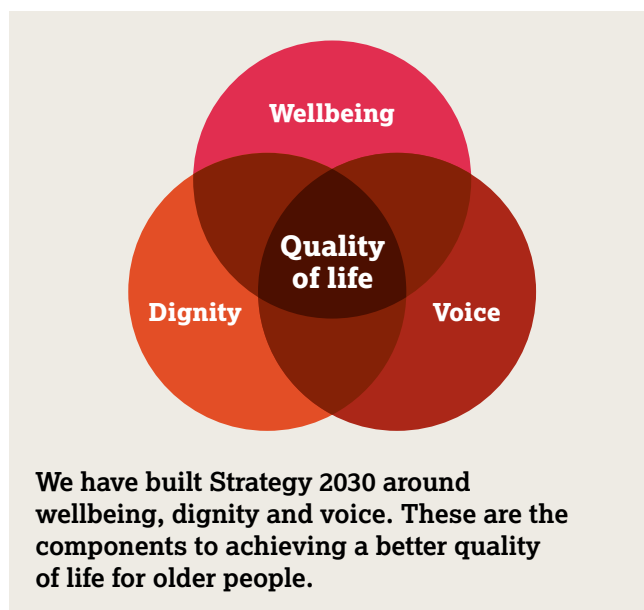 Wellbeing
Quality
of life
Dignity
Voice
We have built Strategy 2030 around
wellbeing, dignity and voice. These are the
components to achieving a better quality
of life for older people.